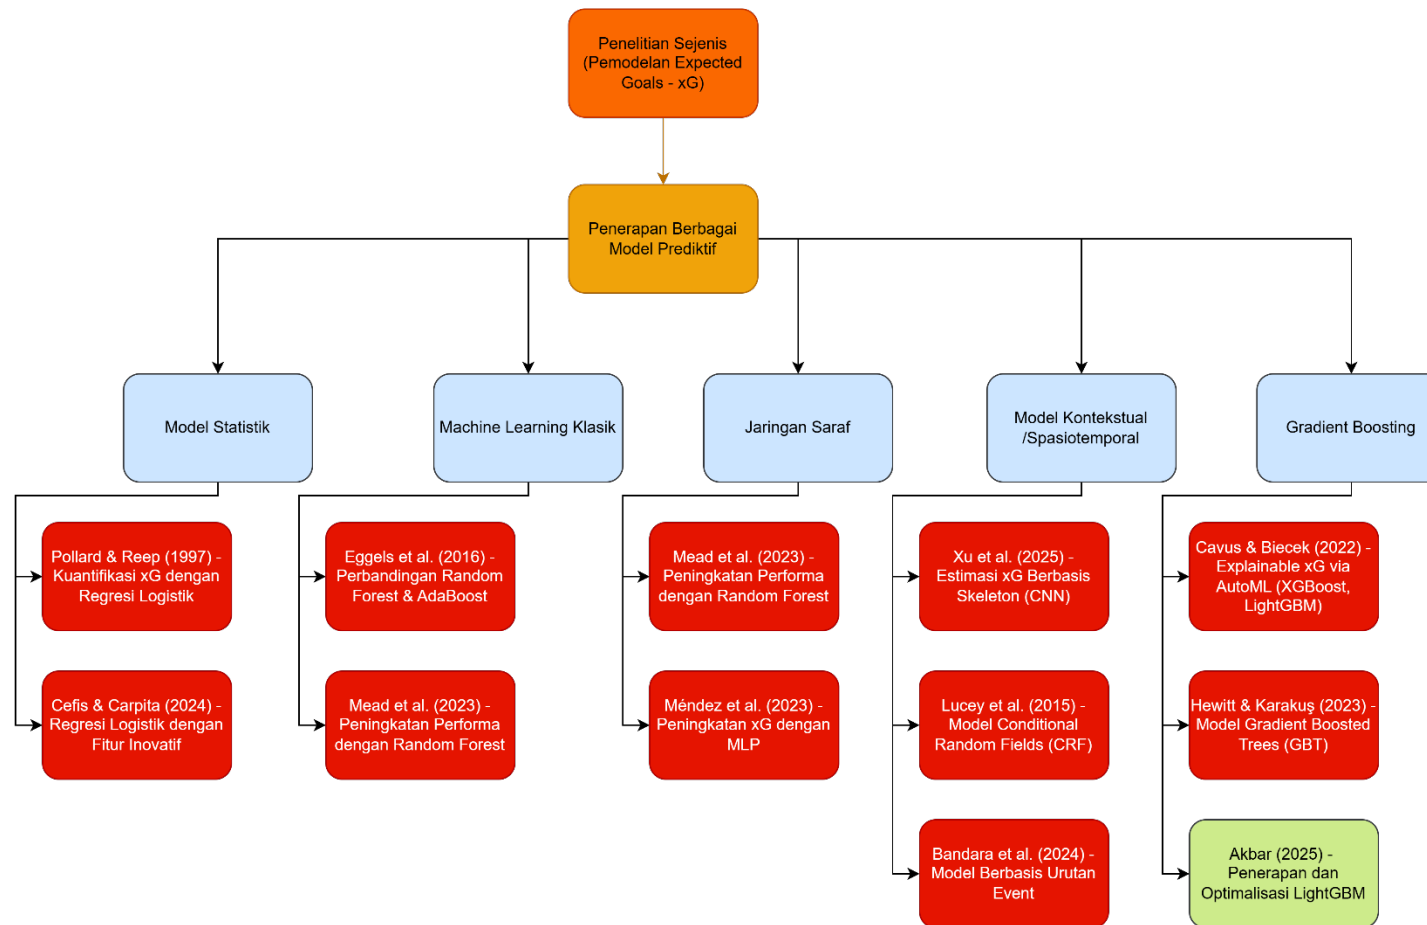 Penelitian Sejenis
(Pemodelan Expected
Goals - xG)
Penerapan Berbagai
Model Prediktif
Model Statistik
Machine Learning Klasik
Jaringan Saraf
Model Kontekstual
/Spasiotemporal
Gradient Boosting
Pollard & Reep (1997) -
Kuantifikasi xG dengan
Regresi Logistik
Eggels et al. (2016) -
Perbandingan Random
Forest & AdaBoost
Mead et al. (2023) -
Peningkatan Performa
dengan Random Forest
Xu et al. (2025) -
Estimasi xG Berbasis
Skeleton (CNN)
Cavus & Biecek (2022) -
Explainable xG via
AutoML (XGBoost,
LightGBM)
Cefis & Carpita (2024) -
Regresi Logistik dengan
Fitur Inovatif
Mead et al. (2023) -
Peningkatan Performa
dengan Random Forest
Méndez et al. (2023) -
Peningkatan xG dengan
MLP
Lucey et al. (2015) -
Model Conditional
Random Fields (CRF)
Hewitt & Karakuş (2023) -
Model Gradient Boosted
Trees (GBT)
Bandara et al. (2024) -
Model Berbasis Urutan
Event
Akbar (2025) -
Penerapan dan
Optimalisasi LightGBM